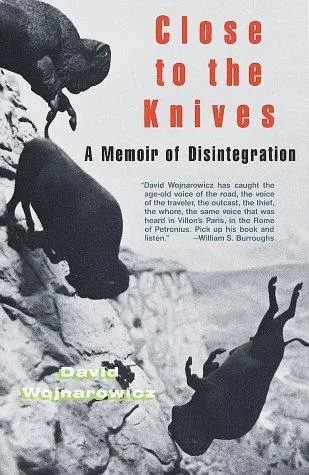 Close
to the
Knives
A Memoir of Disintegration
"David Wojnarowicz has caught the
age-old voice of the road, the voice
of the traveler, the outcast, the thief,
the whore, the same voice that was
heard in Villon's Paris, in the Rome
of Petronius. Pick up his book and
listen." —William S. Burroughs
David
Wojnarowicz